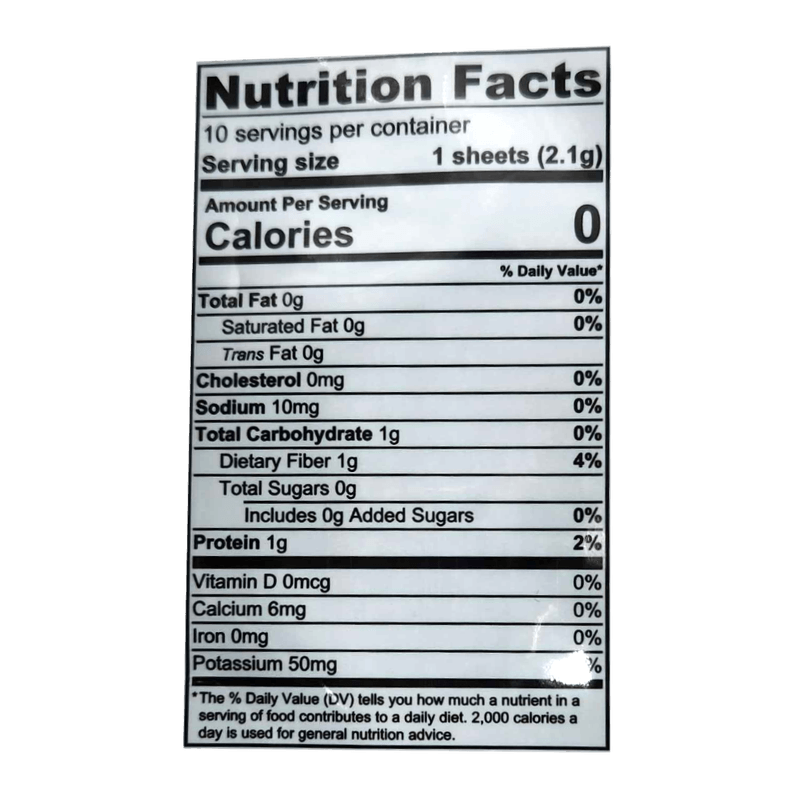 Nutrition Facts
10 servings per container
Serving size 1 sheets (2.1g)
Amount Per Serving
Calories 0
% Daily Value*
Total Fat 0g 0%
Saturated Fat 0g 0%
Trans Fat 0g
Cholesterol 0mg 0%
Sodium 10mg 0%
Total Carbohydrate 1g 0%
Dietary Fiber 1g 4%
Total Sugars 0g
Includes 0g Added Sugars 0%
Protein 1g 2%
Vitamin D 0mcg 0%
Calcium 6mg 0%
Iron 0mg 0%
Potassium 50mg %
*The % Daily Value (DV) tells you how much a nutrient in a
serving of food contributes to a daily diet. 2,000 calories a
day is used for general nutrition advice.